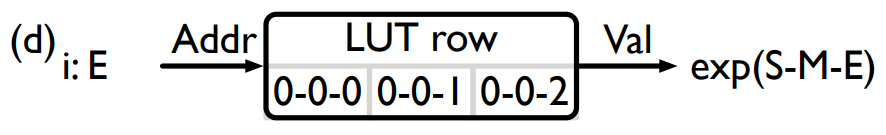 (d) i: E Addr LUT row Val exp(S-M-E)
0-0-0 0-0-1 0-0-2